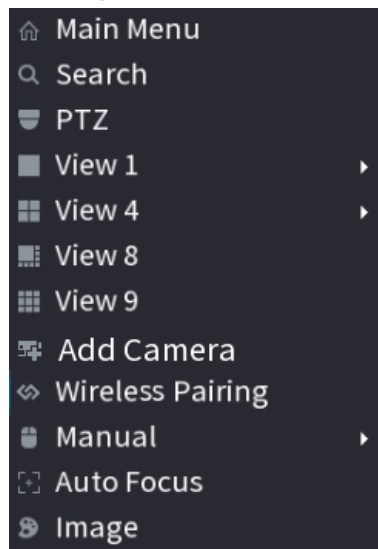 Main Menu
Search
PTZ
View 1
View 4
View 8
View 9
Add Camera
Wireless Pairing
Manual
Auto Focus
Image